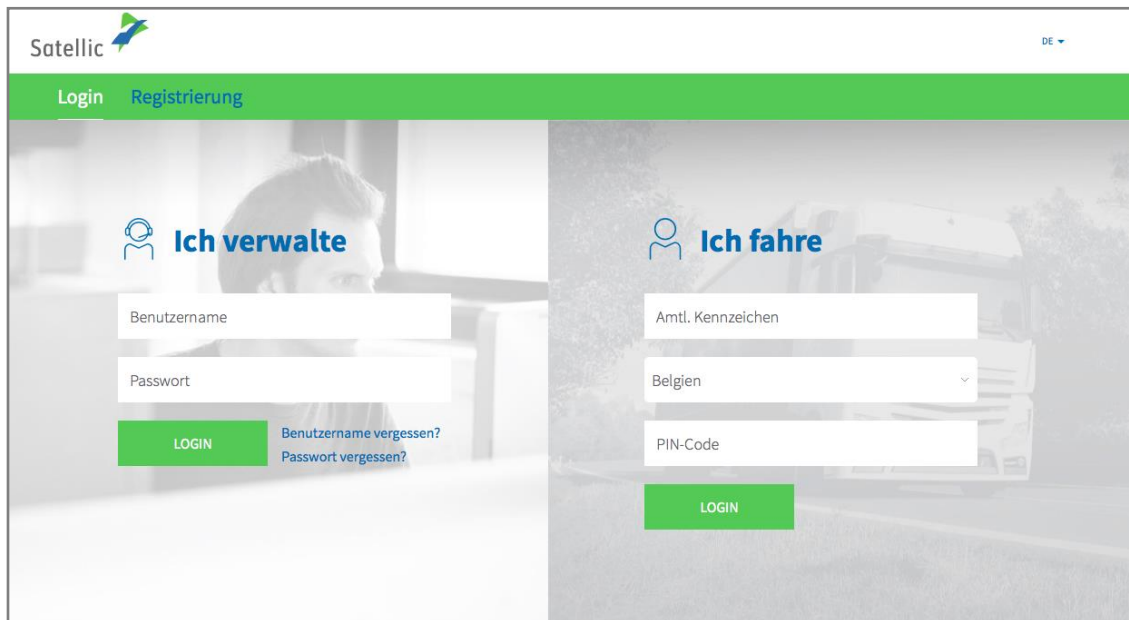 Satellic
DE
Login Registrierung
Ich verwalte
Benutzername
Passwort
LOGIN
Benutzername vergessen?
Passwort vergessen?
Ich fahre
Amtl. Kennzeichen
Belgien
PIN-Code
LOGIN